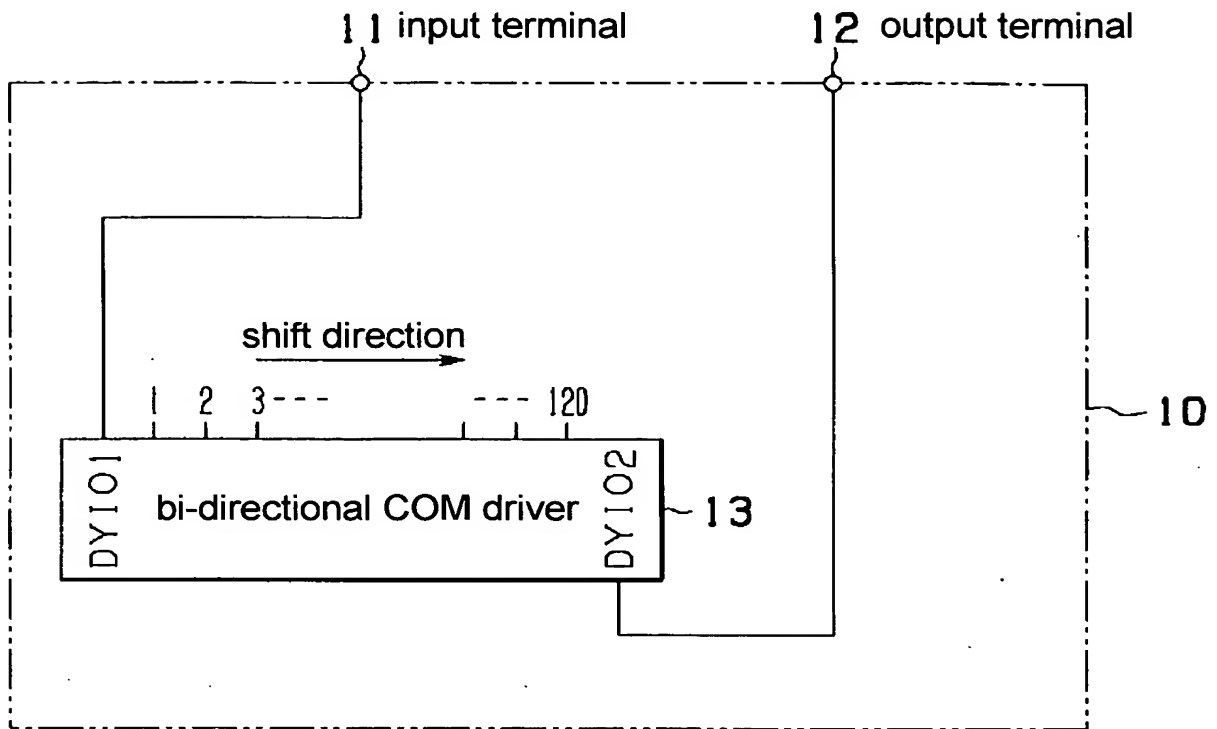 11 input terminal
12 output terminal
shift direction
1 2 3 --- --- 120
DYIO1
bi-directional COM driver
DYIO2
13
10